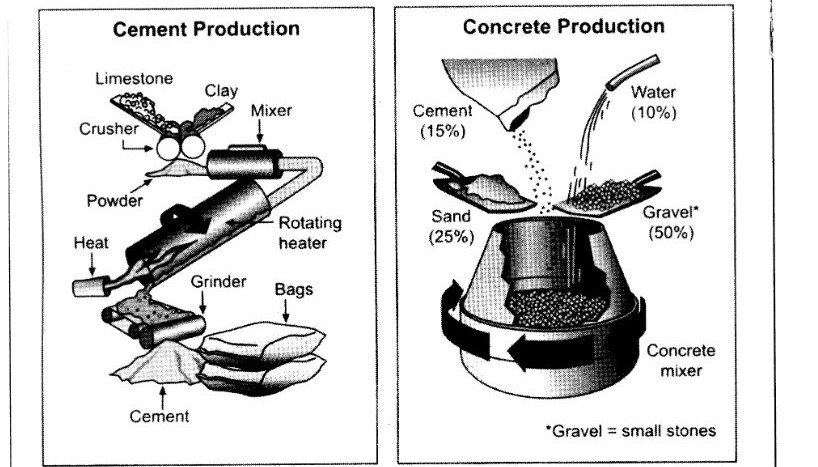 Cement Production
Limestone
Clay
Crusher
Mixer
Powder
Rotating
heater
Heat
Grinder
Bags
Cement
Concrete Production
Cement
(15%)
Water
(10%)
Sand
(25%)
Gravel*
(50%)
Concrete
mixer
*Gravel = small stones